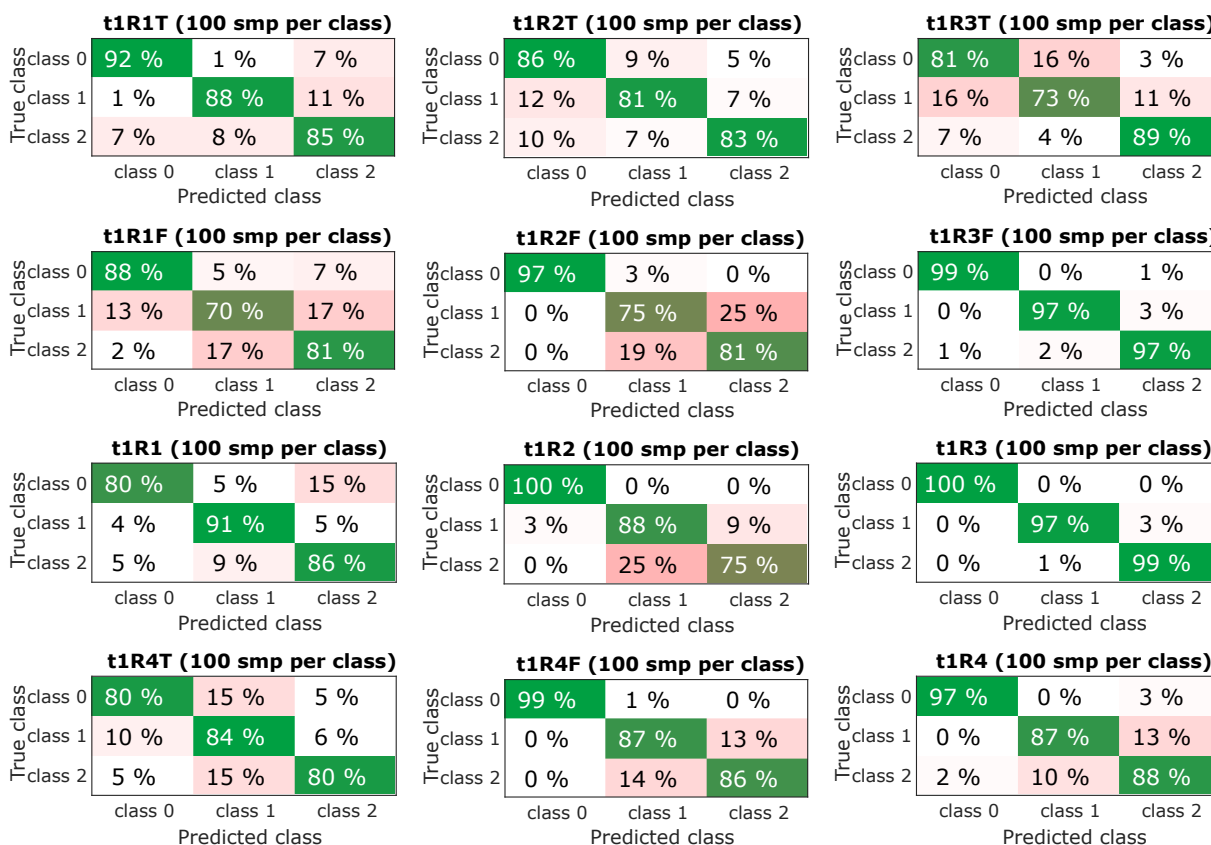 t1R1T (100 smp per class)
True class
class 0 92 % 1 % 7 %
class 1 1 % 88 % 11 %
class 2 7 % 8 % 85 %
class 0 class 1 class 2
Predicted class
t1R2T (100 smp per class)
True class
class 0 86 % 9 % 5 %
class 1 12 % 81 % 7 %
class 2 10 % 7 % 83 %
class 0 class 1 class 2
Predicted class
t1R3T (100 smp per class)
True class
class 0 81 % 16 % 3 %
class 1 16 % 73 % 11 %
class 2 7 % 4 % 89 %
class 0 class 1 class 2
Predicted class
t1R1F (100 smp per class)
True class
class 0 88 % 5 % 7 %
class 1 13 % 70 % 17 %
class 2 2 % 17 % 81 %
class 0 class 1 class 2
Predicted class
t1R2F (100 smp per class)
True class
class 0 97 % 3 % 0 %
class 1 0 % 75 % 25 %
class 2 0 % 19 % 81 %
class 0 class 1 class 2
Predicted class
t1R3F (100 smp per class)
True class
class 0 99 % 0 % 1 %
class 1 0 % 97 % 3 %
class 2 1 % 2 % 97 %
class 0 class 1 class 2
Predicted class
t1R1 (100 smp per class)
True class
class 0 80 % 5 % 15 %
class 1 4 % 91 % 5 %
class 2 5 % 9 % 86 %
class 0 class 1 class 2
Predicted class
t1R2 (100 smp per class)
True class
class 0 100 % 0 % 0 %
class 1 3 % 88 % 9 %
class 2 0 % 25 % 75 %
class 0 class 1 class 2
Predicted class
t1R3 (100 smp per class)
True class
class 0 100 % 0 % 0 %
class 1 0 % 97 % 3 %
class 2 0 % 1 % 99 %
class 0 class 1 class 2
Predicted class
t1R4T (100 smp per class)
True class
class 0 80 % 15 % 5 %
class 1 10 % 84 % 6 %
class 2 5 % 15 % 80 %
class 0 class 1 class 2
Predicted class
t1R4F (100 smp per class)
True class
class 0 99 % 1 % 0 %
class 1 0 % 87 % 13 %
class 2 0 % 14 % 86 %
class 0 class 1 class 2
Predicted class
t1R4 (100 smp per class)
True class
class 0 97 % 0 % 3 %
class 1 0 % 87 % 13 %
class 2 2 % 10 % 88 %
class 0 class 1 class 2
Predicted class